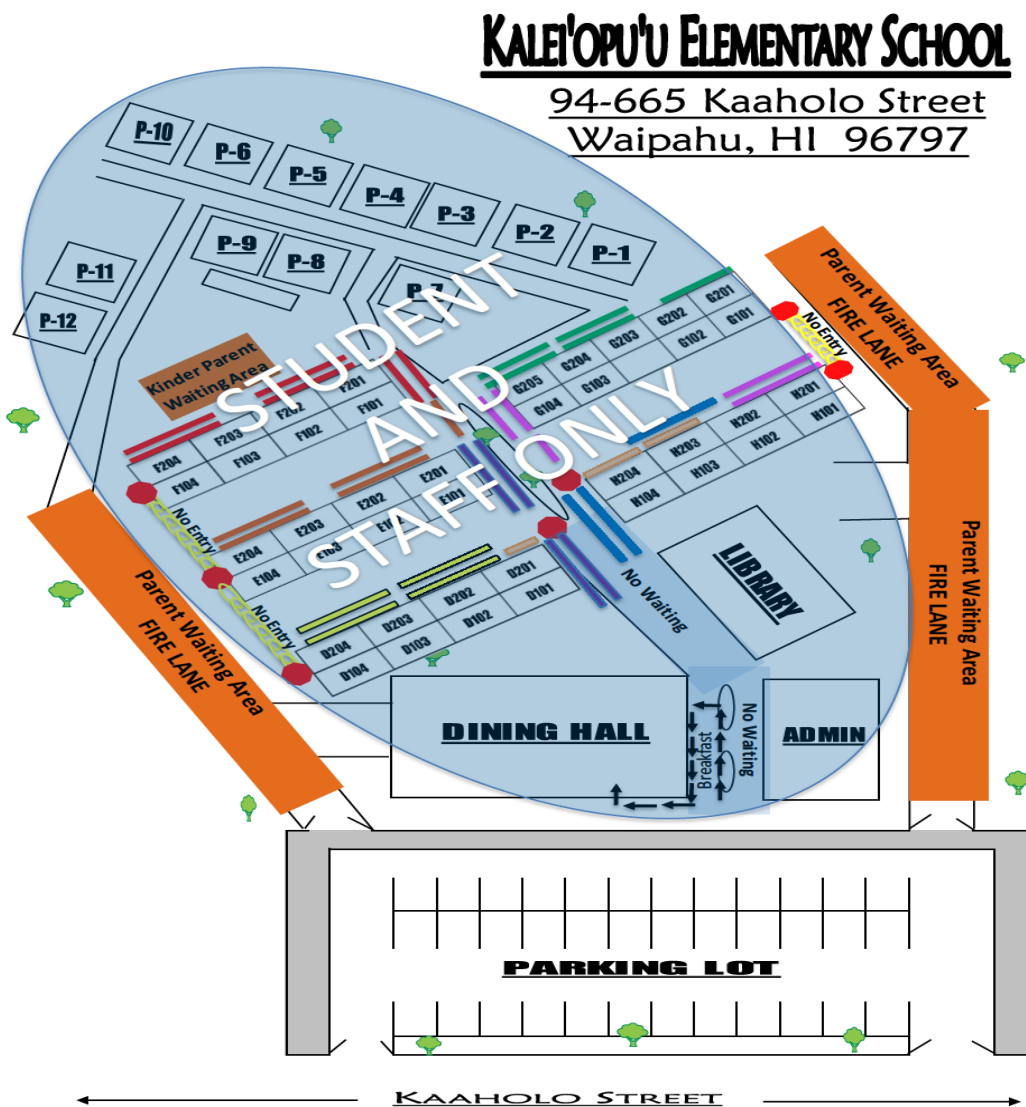 KALEI'OPU'U ELEMENTARY SCHOOL
94-665 Kaaholo Street
Waipahu, HI 96797
P-10
P-6
P-5
P-4
P-3
P-2
P-1
P-9
P-8
P-7
P-11
P-12
STUDENT
AND
STAFF ONLY
Kinder Parent
Waiting Area
Parent Waiting Area
FIRE LANE
No Entry
G201
G202
G203
G204
G205
G101
G102
G103
G104
F201
F202
F203
F204
F101
F102
F103
F104
H201
H202
H203
H204
H101
H102
H103
H104
E201
E202
E203
E204
E101
E102
E103
E104
D201
D202
D203
D204
D101
D102
D103
D104
No Entry
No Entry
Parent Waiting Area
FIRE LANE
Parent Waiting Area
FIRE LANE
No Waiting
LIBRARY
DINING HALL
Breakfast
No Waiting
ADMIN
PARKING LOT
KAAHOLO STREET